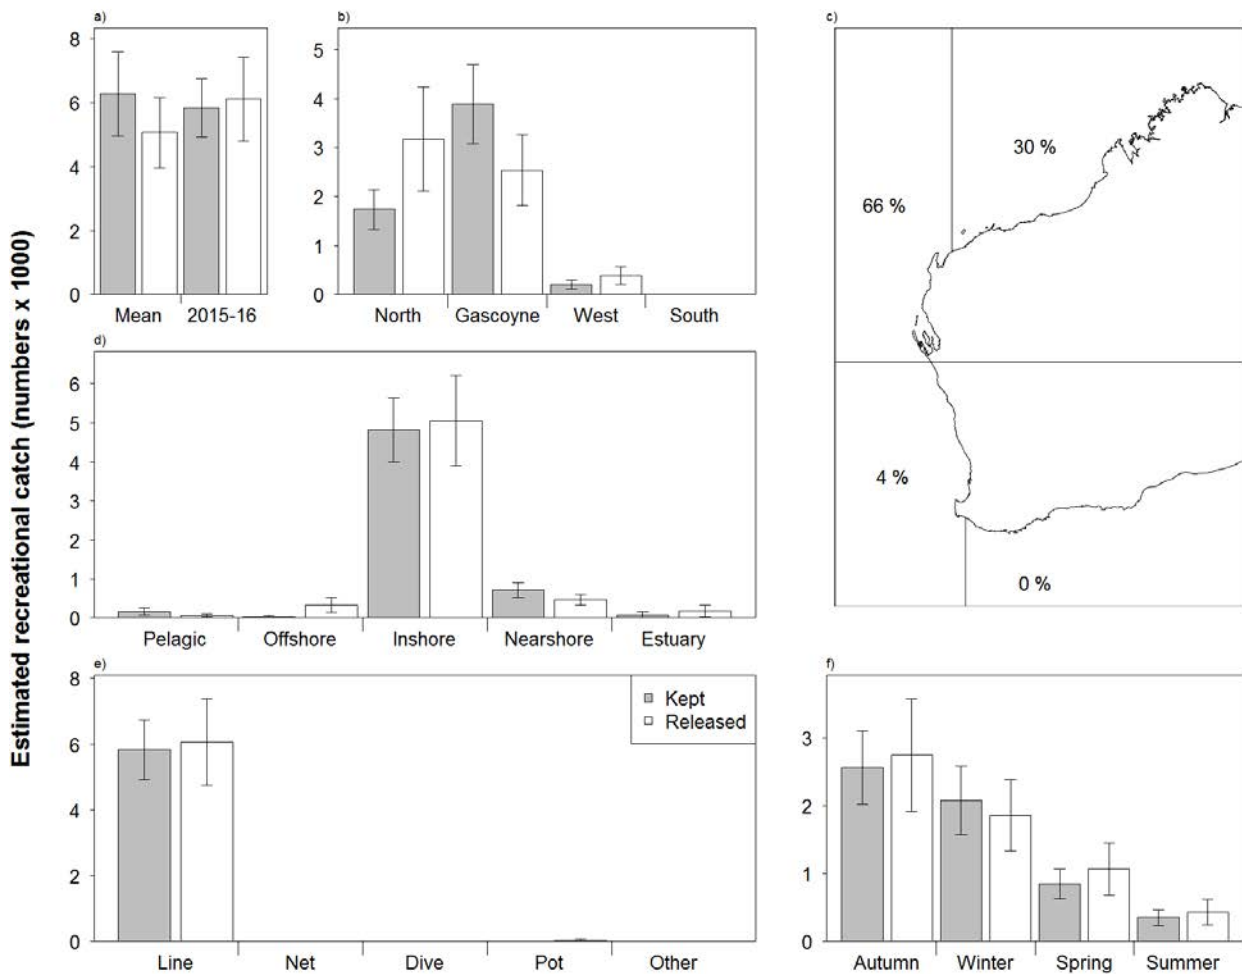 a)
b)
c)
8
6
4
2
0
Mean 2015-16
5
4
3
2
1
0
North Gascoyne West South
30 %
66 %
4 %
0 %
Estimated recreational catch (numbers x 1000)
d)
6
5
4
3
2
1
0
Pelagic Offshore Inshore Nearshore Estuary
e)
8
6
4
2
0
Kept
Released
Line Net Dive Pot Other
f)
3
2
1
0
Autumn Winter Spring Summer